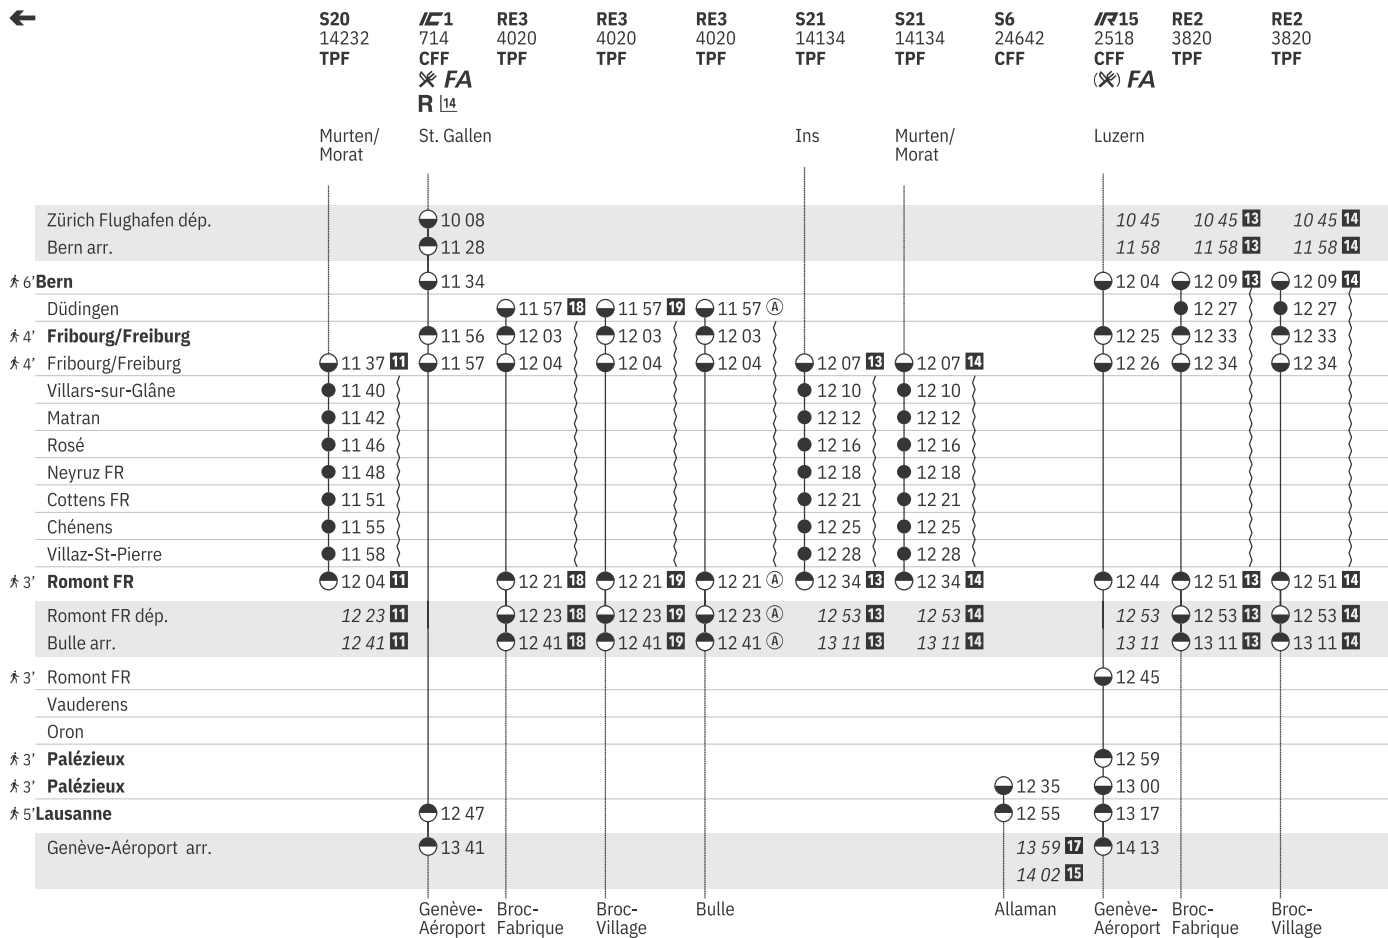 S20 IC1 RE3 RE3 RE3 S21 S21 S6 IR15 RE2 RE2
14232 714 4020 4020 4020 14134 14134 24642 2518 3820 3820
TPF CFF TPF TPF TPF TPF TPF CFF CFF TPF TPF
FA FA
R 14
Murten/ St. Gallen Ins Murten/ Luzern
Morat Morat
Zürich Flughafen dép. 10 08 10 45 10 45 13 10 45 14
Bern arr. 11 28 11 58 11 58 13 11 58 14
6' Bern 11 34 12 04 12 09 13 12 09 14
Düdingen 11 57 18 11 57 19 11 57 A 12 27 12 27
4' Fribourg/Freiburg 11 56 12 03 12 03 12 03 12 25 12 33 12 33
4' Fribourg/Freiburg 11 37 11 11 57 12 04 12 04 12 04 12 07 13 12 07 14 12 26 12 34 12 34
Villars-sur-Glâne 11 40 12 10 12 10
Matran 11 42 12 12 12 12
Rosé 11 46 12 16 12 16
Neyruz FR 11 48 12 18 12 18
Cottens FR 11 51 12 21 12 21
Chénens 11 55 12 25 12 25
Villaz-St-Pierre 11 58 12 28 12 28
3' Romont FR 12 04 11 12 21 18 12 21 19 12 21 A 12 34 13 12 34 14 12 44 12 51 13 12 51 14
Romont FR dép. 12 23 11 12 23 18 12 23 19 12 23 A 12 53 13 12 53 14 12 53 12 53 13 12 53 14
Bulle arr. 12 41 11 12 41 18 12 41 19 12 41 A 13 11 13 13 11 14 13 11 13 11 13 13 11 14
3' Romont FR 12 45
Vauderens
Oron
3' Palézieux 12 59
3' Palézieux 12 35 13 00
5' Lausanne 12 47 12 55 13 17
Genève-Aéroport arr. 13 41 13 59 17 14 13
14 02 15
Genève- Broc- Broc- Bulle Allaman Genève- Broc- Broc-
Aéroport Fabrique Village Aéroport Fabrique Village